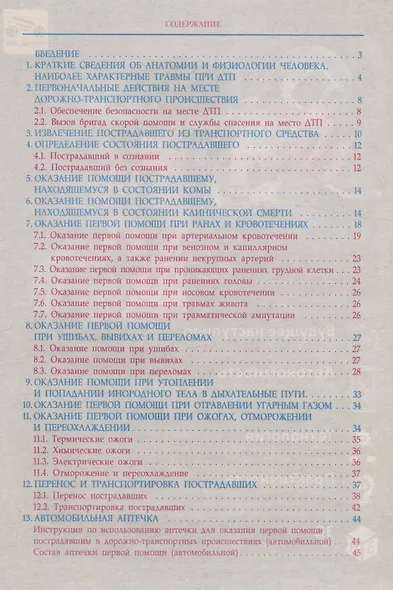 СОДЕРЖАНИЕ
ВВЕДЕНИЕ 3
1. КРАТКИЕ СВЕДЕНИЯ ОБ АНАТОМИИ И ФИЗИОЛОГИИ ЧЕЛОВЕКА.
НАИБОЛЕЕ ХАРАКТЕРНЫЕ ТРАВМЫ ПРИ ДТП 4
2. ПЕРВОНАЧАЛЬНЫЕ ДЕЙСТВИЯ НА МЕСТЕ
ДОРОЖНО-ТРАНСПОРТНОГО ПРОИСШЕСТВИЯ 8
2.1. Обеспечение безопасности на месте ДТП 8
2.2. Вызов бригад скорой помощи и службы спасения на место ДТП 9
3. ИЗВЛЕЧЕНИЕ ПОСТРАДАВШЕГО ИЗ ТРАНСПОРТНОГО СРЕДСТВА 10
4. ОПРЕДЕЛЕНИЕ СОСТОЯНИЯ ПОСТРАДАВШЕГО 12
4.1. Пострадавший в сознании 12
4.2. Пострадавший без сознания 12
5. ОКАЗАНИЕ ПОМОЩИ ПОСТРАДАВШЕМУ,
НАХОДЯЩЕМУСЯ В СОСТОЯНИИ КОМЫ 14
6. ОКАЗАНИЕ ПОМОЩИ ПОСТРАДАВШЕМУ,
НАХОДЯЩЕМУСЯ В СОСТОЯНИИ КЛИНИЧЕСКОЙ СМЕРТИ 14
7. ОКАЗАНИЕ ПЕРВОЙ ПОМОЩИ ПРИ РАНАХ И КРОВОТЕЧЕНИЯХ 18
7.1. Оказание первой помощи при артериальном кровотечении 19
7.2. Оказание первой помощи при венозном и капиллярном
кровотечениях, а также ранении некрупных артерий 23
7.3. Оказание первой помощи при проникающих ранениях грудной клетки 23
7.4. Оказание первой помощи при ранениях головы 24
7.5. Оказание первой помощи при носовом кровотечении 26
7.6. Оказание первой помощи при травмах живота 26
7.7. Оказание первой помощи при травматической ампутации 26
8. ОКАЗАНИЕ ПЕРВОЙ ПОМОЩИ
ПРИ УШИБАХ, ВЫВИХАХ И ПЕРЕЛОМАХ 27
8.1. Оказание помощи при ушибах 27
8.2. Оказание помощи при вывихах 27
8.3. Оказание помощи при переломах 28
9. ОКАЗАНИЕ ПОМОЩИ ПРИ УТОПЛЕНИИ
И ПОПАДАНИИ ИНОРОДНОГО ТЕЛА В ДЫХАТЕЛЬНЫЕ ПУТИ. 33
10. ОКАЗАНИЕ ПЕРВОЙ ПОМОЩИ ПРИ ОТРАВЛЕНИИ УГАРНЫМ ГАЗОМ 34
11. ОКАЗАНИЕ ПЕРВОЙ ПОМОЩИ ПРИ ОЖОГАХ, ОТМОРОЖЕНИИ
И ПЕРЕОХЛАЖДЕНИИ 34
11.1. Термические ожоги 35
11.2. Химические ожоги 36
11.3. Электрические ожоги 36
11.4. Отморожение и переохлаждение 37
12. ПЕРЕНОС И ТРАНСПОРТИРОВКА ПОСТРАДАВШИХ 37
12.1. Перенос пострадавших 38
12.2. Транспортировка пострадавших 42
13. АВТОМОБИЛЬНАЯ АПТЕЧКА 44
Инструкция по использованию аптечки для оказания первой помощи
пострадавшим в дорожно-транспортных происшествиях (автомобильной) 44
Состав аптечки первой помощи (автомобильной) 45